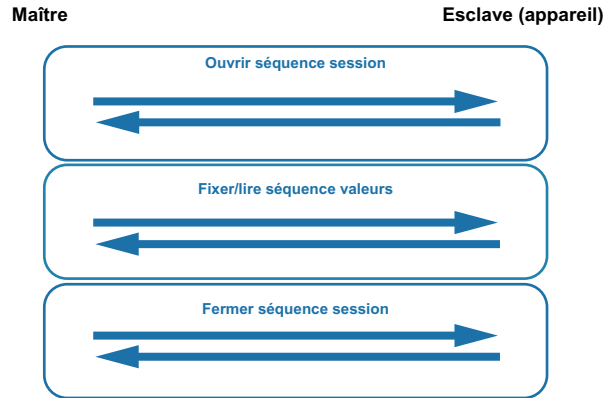 Maître
Esclave (appareil)
Ouvrir séquence session
Fixer/lire séquence valeurs
Fermer séquence session